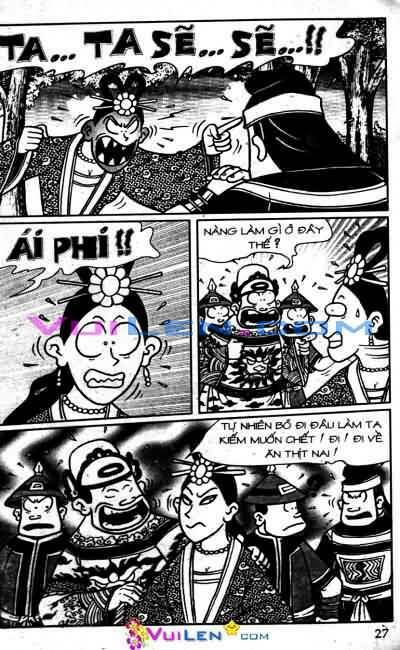 TA... TA SẼ... SẼ...!!
ÁI PHI!!
NÀNG LÀM GÌ Ở ĐÂY
THẾ?
VUILEN.COM
TỰ NHIÊN BỎ ĐI ĐÂU LÀM TA
KIẾM MUỐN CHẾT! ĐI! ĐI VỀ
ĂN THỊT NAI!
27
VUILEN.COM